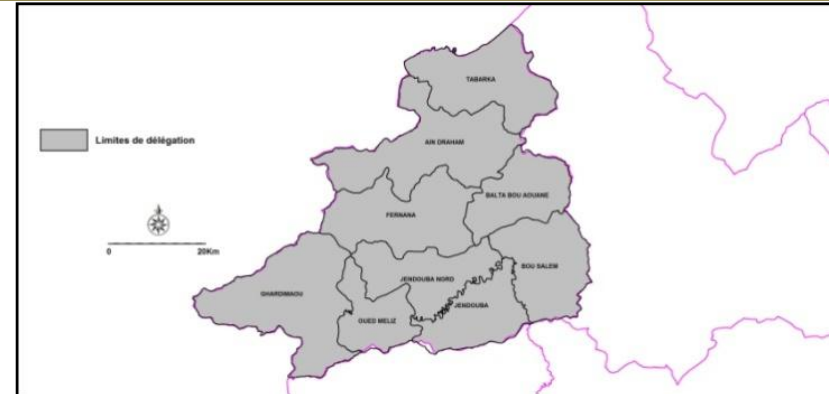 TABARKA
Limites de délégation
AIN DRAHAM
BALTA BOU AOUANE
FERNANA
0 20Km
BOU SALEM
JENDOUBA NORD
GHARDIMAOU
JENDOUBA
OUED MELIZ